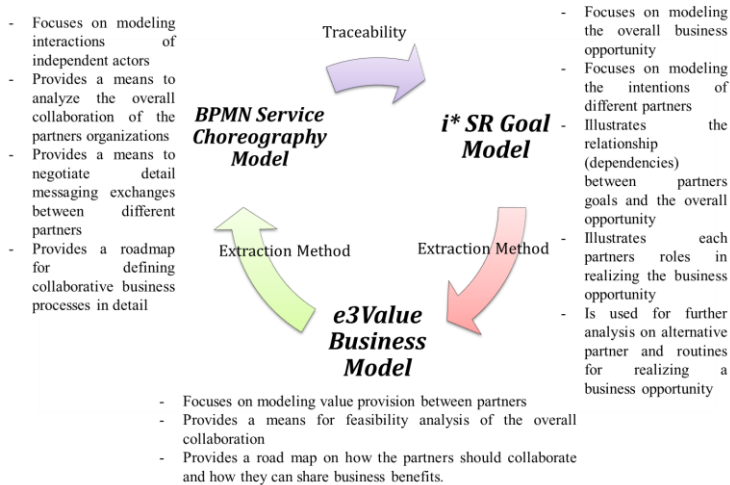 - Focuses on modeling
interactions of
independent actors
- Provides a means to
analyze the overall
collaboration of the
partners organizations
- Provides a means to
negotiate detail
messaging exchanges
between different
partners
- Provides a roadmap
for defining
collaborative business
processes in detail
Traceability
BPMN Service
Choreography
Model
i* SR Goal
Model
Extraction Method
Extraction Method
e3Value
Business
Model
- Focuses on modeling
the overall business
opportunity
- Focuses on modeling
the intentions of
different partners
- Illustrates the
relationship
(dependencies)
between partners
goals and the overall
opportunity
- Illustrates each
partners roles in
realizing the business
opportunity
- Is used for further
analysis on alternative
partner and routines
for realizing a
business opportunity
- Focuses on modeling value provision between partners
- Provides a means for feasibility analysis of the overall
collaboration
- Provides a road map on how the partners should collaborate
and how they can share business benefits.